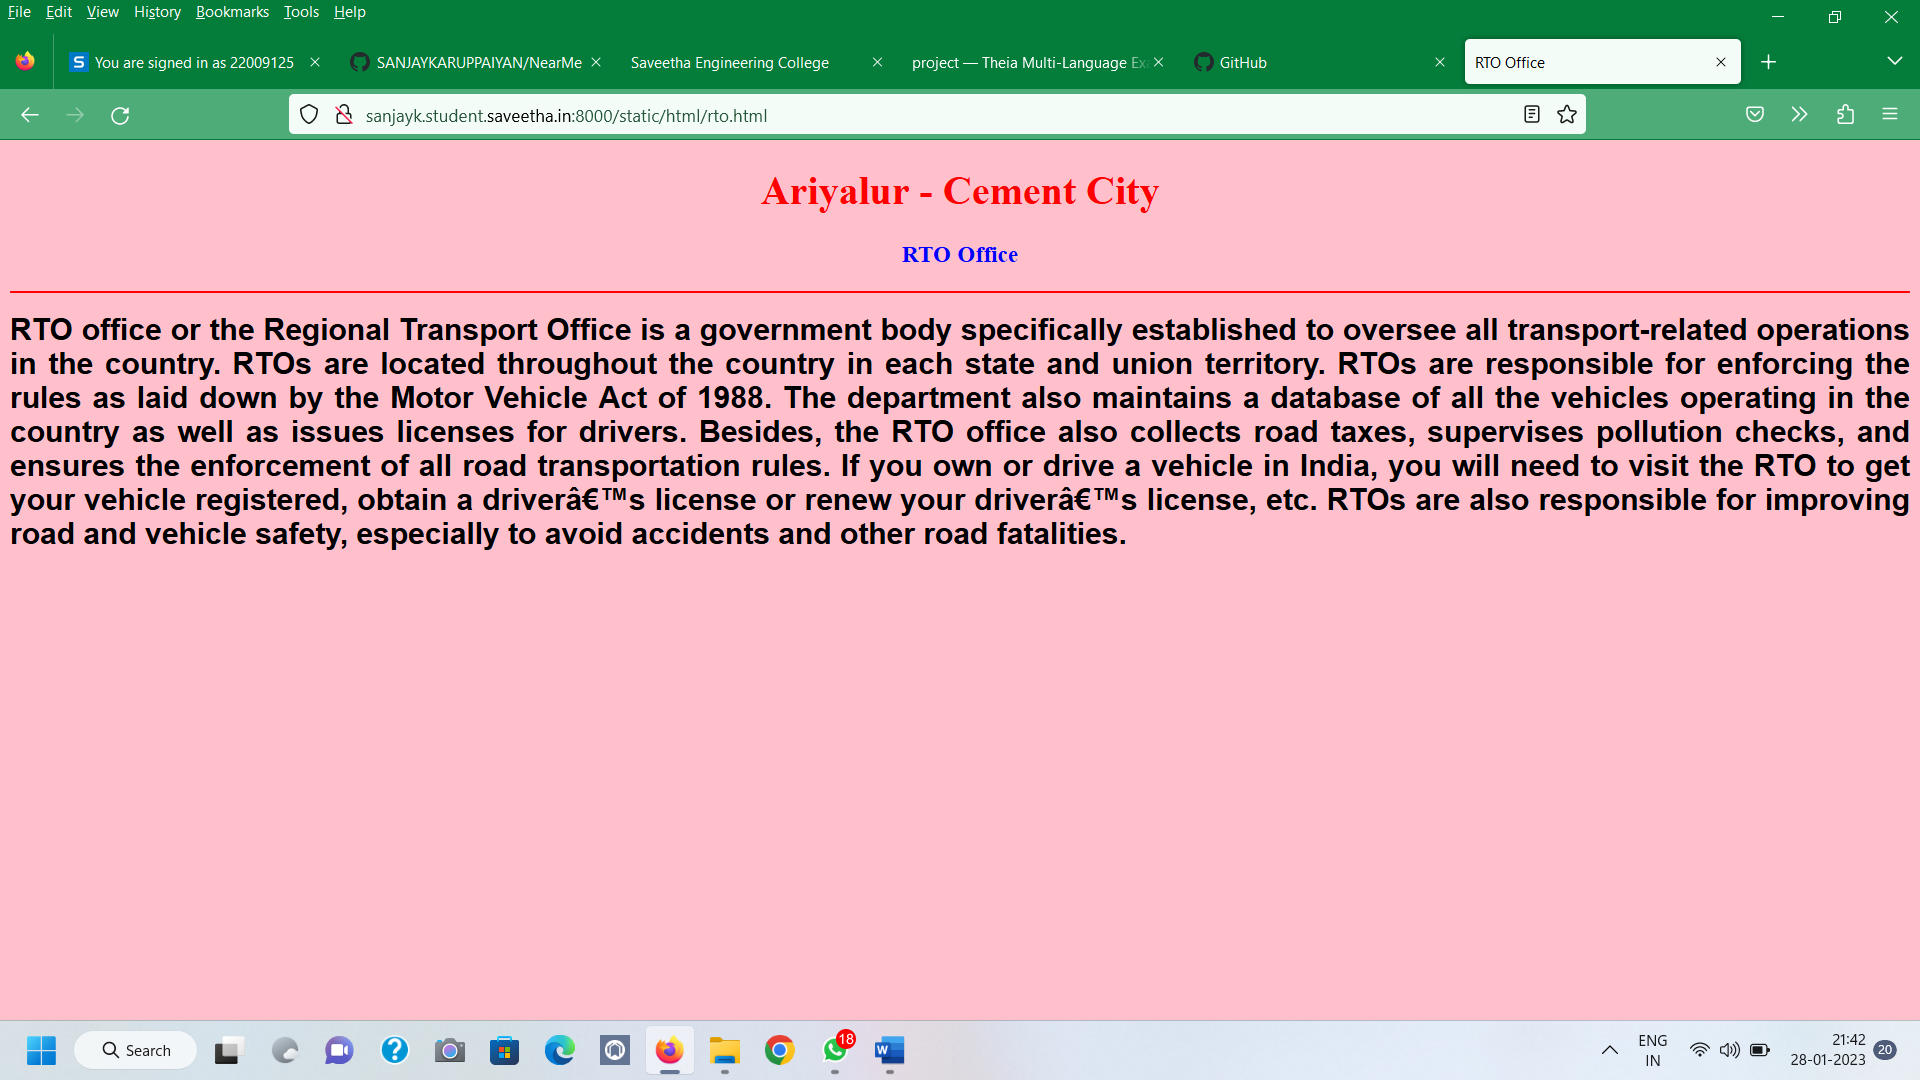 File Edit View History Bookmarks Tools Help
You are signed in as 22009125
SANJAYKARUPPAIYAN/NearMe
Saveetha Engineering College
project — Theia Multi-Language Ex
GitHub
RTO Office
sanjayk.student.saveetha.in:8000/static/html/rto.html
Ariyalur - Cement City
RTO Office
RTO office or the Regional Transport Office is a government body specifically established to oversee all transport-related operations
in the country. RTOs are located throughout the country in each state and union territory. RTOs are responsible for enforcing the
rules as laid down by the Motor Vehicle Act of 1988. The department also maintains a database of all the vehicles operating in the
country as well as issues licenses for drivers. Besides, the RTO office also collects road taxes, supervises pollution checks, and
ensures the enforcement of all road transportation rules. If you own or drive a vehicle in India, you will need to visit the RTO to get
your vehicle registered, obtain a driverâ€™s license or renew your driverâ€™s license, etc. RTOs are also responsible for improving
road and vehicle safety, especially to avoid accidents and other road fatalities.
Search
18
ENG
IN
21:42
28-01-2023
20